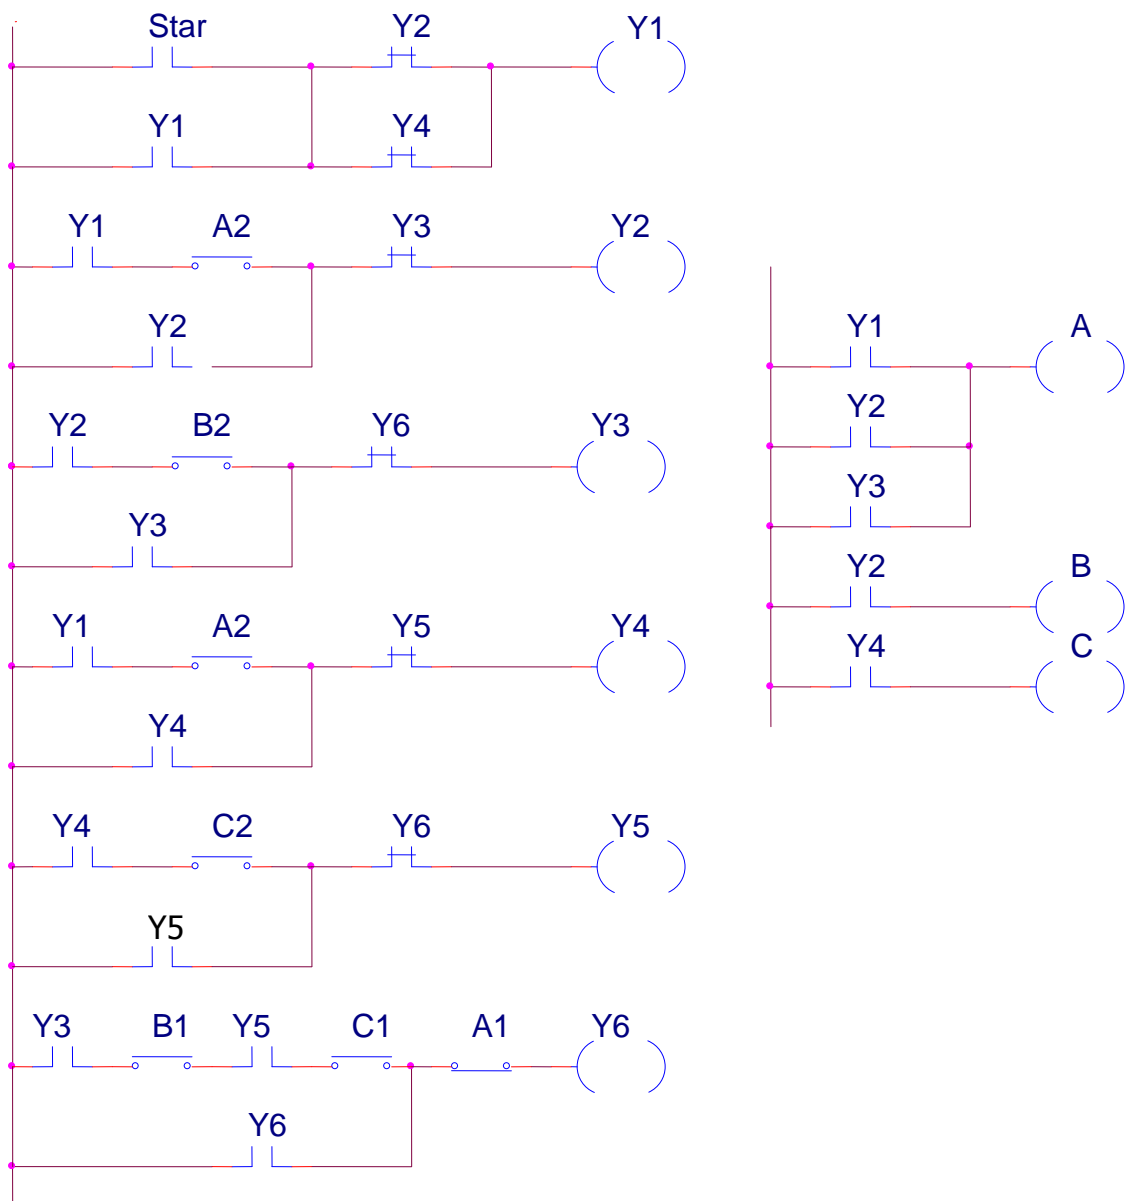 Star Y2 Y1
Y1 Y4
Y1 A2 Y3 Y2
Y2
Y2 B2 Y6 Y3
Y3
Y1 A2 Y5 Y4
Y4
Y4 C2 Y6 Y5
Y5
Y3 B1 Y5 C1 A1 Y6
Y6
Y1 A
Y2
Y3
Y2 B
Y4 C